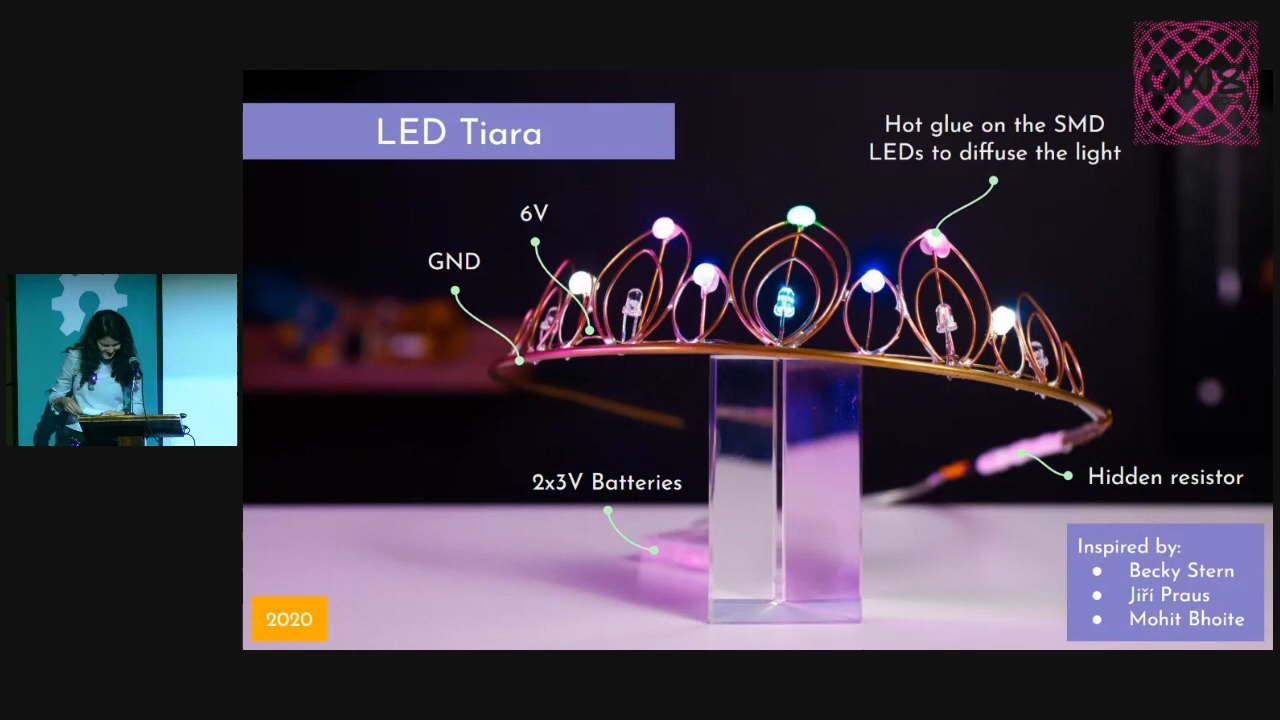 LED Tiara
Hot glue on the SMD
LEDs to diffuse the light
6V
GND
2x3V Batteries
Hidden resistor
Inspired by:
● Becky Stern
● Jiří Praus
● Mohit Bhoite
2020